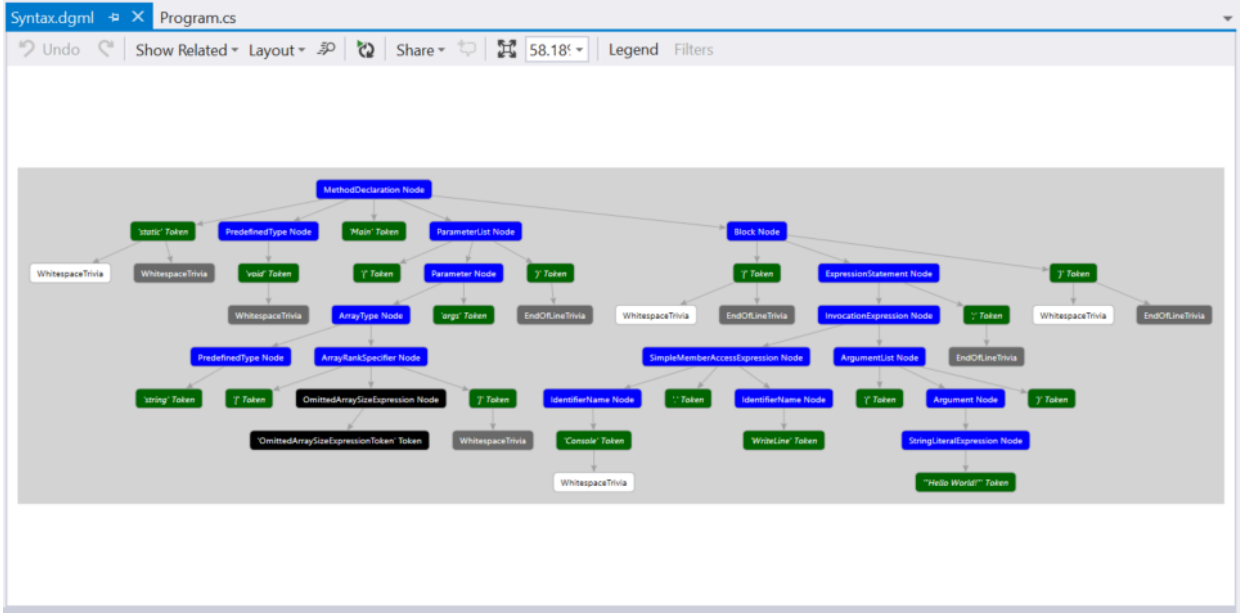 Syntax.dgml Program.cs
Undo Show Related Layout Share 58.18% Legend Filters
MethodDeclaration Node
'static' Token PredefinedType Node 'Main' Token ParameterList Node Block Node
WhitespaceTrivia WhitespaceTrivia 'void' Token '(' Token Parameter Node ')' Token '{' Token ExpressionStatement Node '}' Token
WhitespaceTrivia ArrayType Node 'args' Token EndOfLineTrivia WhitespaceTrivia EndOfLineTrivia InvocationExpression Node ';' Token WhitespaceTrivia EndOfLineTrivia
PredefinedType Node ArrayRankSpecifier Node SimpleMemberAccessExpression Node ArgumentList Node EndOfLineTrivia
'string' Token '[' Token OmittedArraySizeExpression Node ']' Token IdentifierName Node '.' Token IdentifierName Node '(' Token Argument Node ')' Token
'OmittedArraySizeExpressionToken' Token WhitespaceTrivia 'Console' Token 'WriteLine' Token StringLiteralExpression Node
WhitespaceTrivia '"Hello World!"' Token